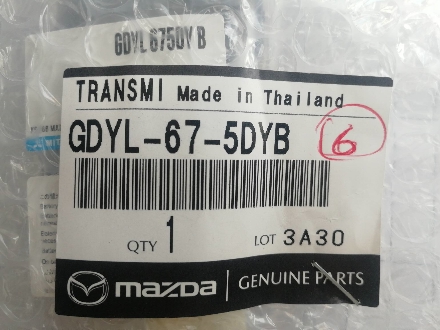 GDYL 675DY B
TRANSMI Made in Thailand
GDYL-67-5DYB 6
QTY 1 LOT 3A30
mazda GENUINE PARTS